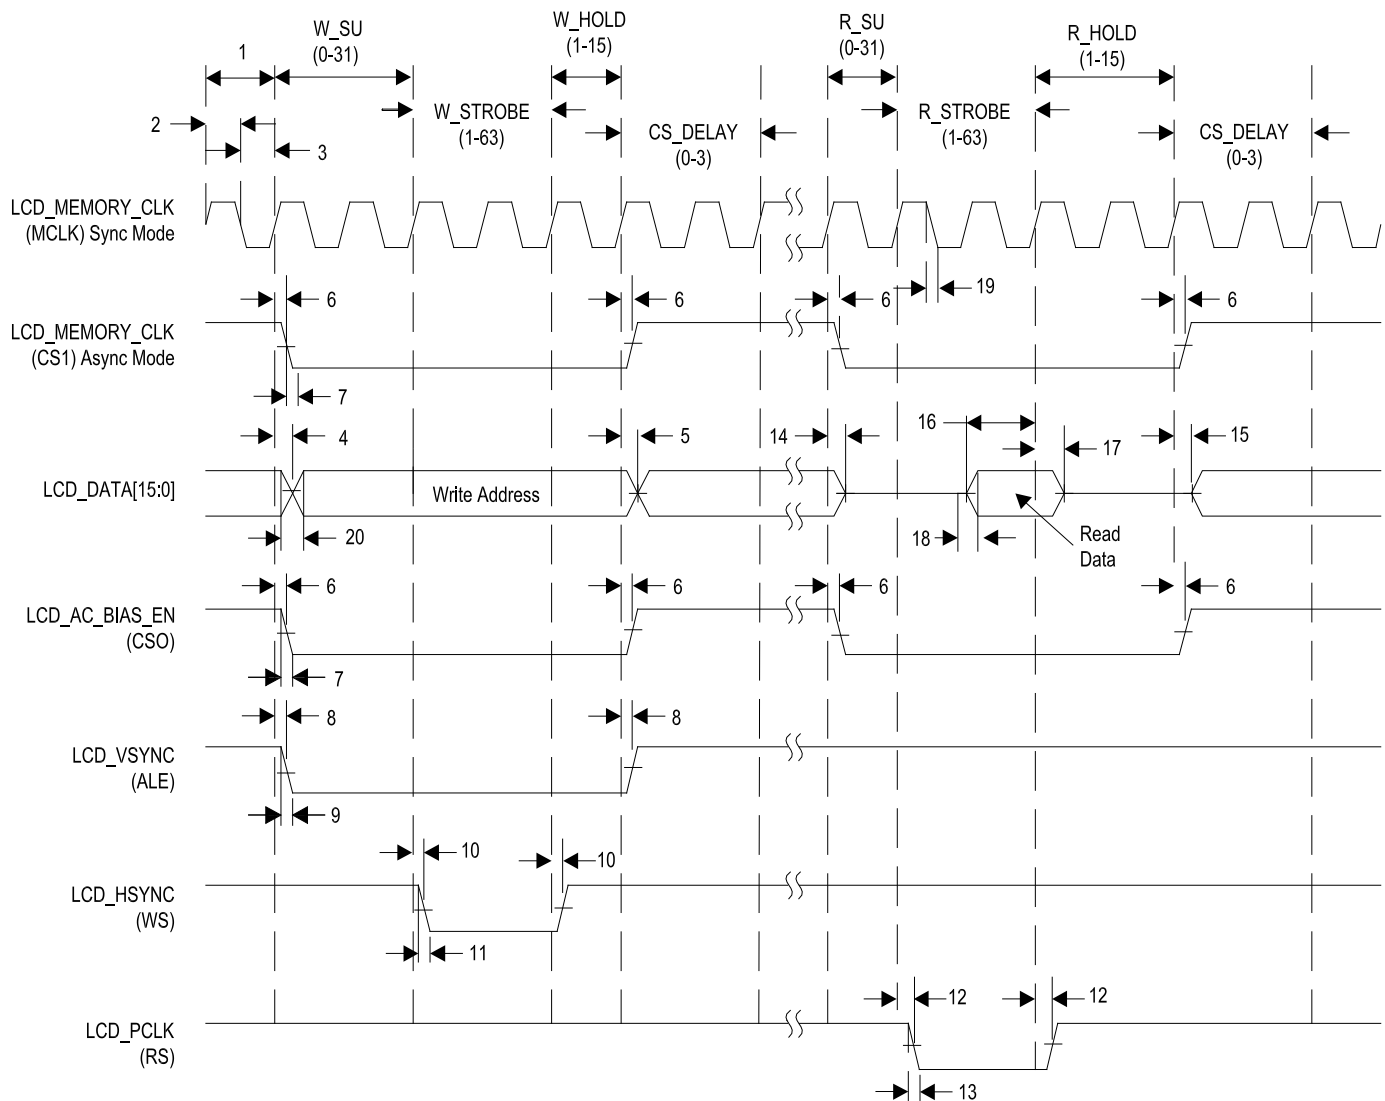 W_SU
(0-31)
W_HOLD
(1-15)
R_SU
(0-31)
R_HOLD
(1-15)
1
2
3
W_STROBE
(1-63)
CS_DELAY
(0-3)
R_STROBE
(1-63)
CS_DELAY
(0-3)
LCD_MEMORY_CLK
(MCLK) Sync Mode
19
6
6
6
6
LCD_MEMORY_CLK
(CS1) Async Mode
7
4
5
14
16
17
15
LCD_DATA[15:0]
Write Address
20
18
Read
Data
6
6
6
6
LCD_AC_BIAS_EN
(CSO)
7
8
8
LCD_VSYNC
(ALE)
9
10
10
LCD_HSYNC
(WS)
11
12
12
LCD_PCLK
(RS)
13